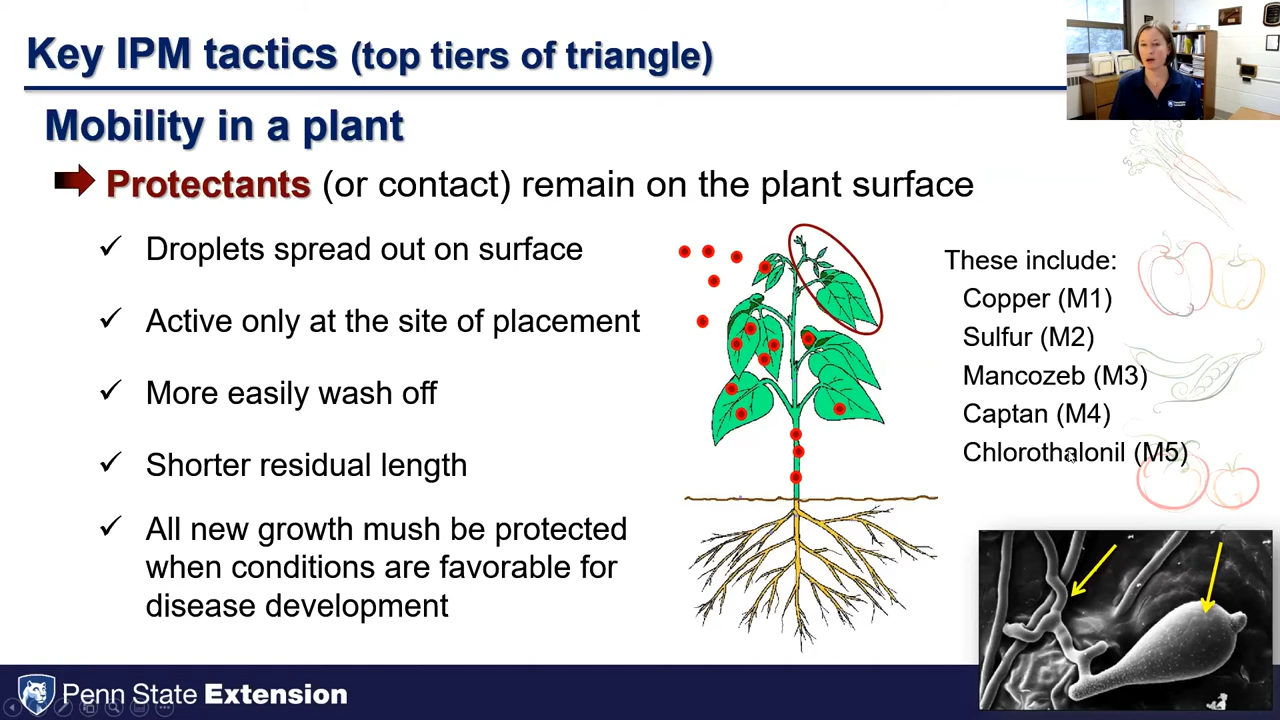 Key IPM tactics (top tiers of triangle)
Mobility in a plant
Protectants (or contact) remain on the plant surface
✓ Droplets spread out on surface
✓ Active only at the site of placement
✓ More easily wash off
✓ Shorter residual length
✓ All new growth mush be protected
when conditions are favorable for
disease development
These include:
Copper (M1)
Sulfur (M2)
Mancozeb (M3)
Captan (M4)
Chlorothalonil (M5)
Penn State Extension